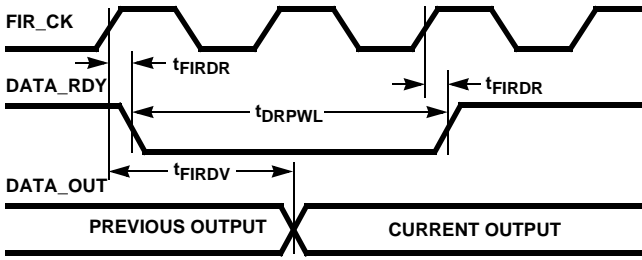 FIR_CK
tFIRDR
DATA_RDY
tFIRDR
tDRPWL
tFIRDV
DATA_OUT
PREVIOUS OUTPUT
CURRENT OUTPUT